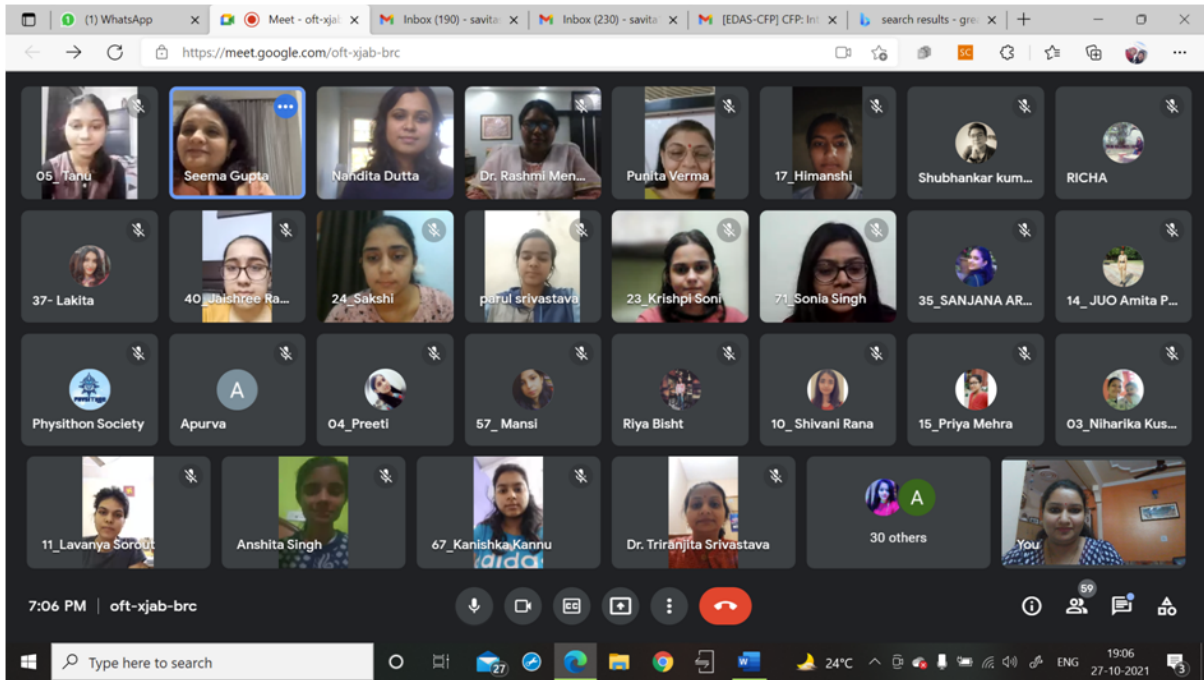 (1) WhatsApp
Meet - oft-xjab
Inbox (190) - savita
Inbox (230) - savita
[EDAS-CFP] CFP: Int
search results - gre
https://meet.google.com/oft-xjab-brc
SC
05_ Tanu
Seema Gupta
Nandita Dutta
Dr. Rashmi Men...
Punita Verma
17_Himanshi
Shubhankar kum...
RICHA
37- Lakita
40_Jaishree Ra...
24_Sakshi
parul srivastava
23_Krishpi Soni
71_Sonia Singh
35_SANJANA AR...
14_ JUO Amita P...
Physithon Society
A
Apurva
04_Preeti
57_ Mansi
Riya Bisht
10_ Shivani Rana
15_Priya Mehra
03_Niharika Kus...
11_Lavanya Sorout
Anshita Singh
67_Kanishka Kannu
adidas
Dr. Triranjita Srivastava
A
30 others
You
7:06 PM | oft-xjab-brc
CC
59
Type here to search
27
24°C
ENG
19:06
27-10-2021
3